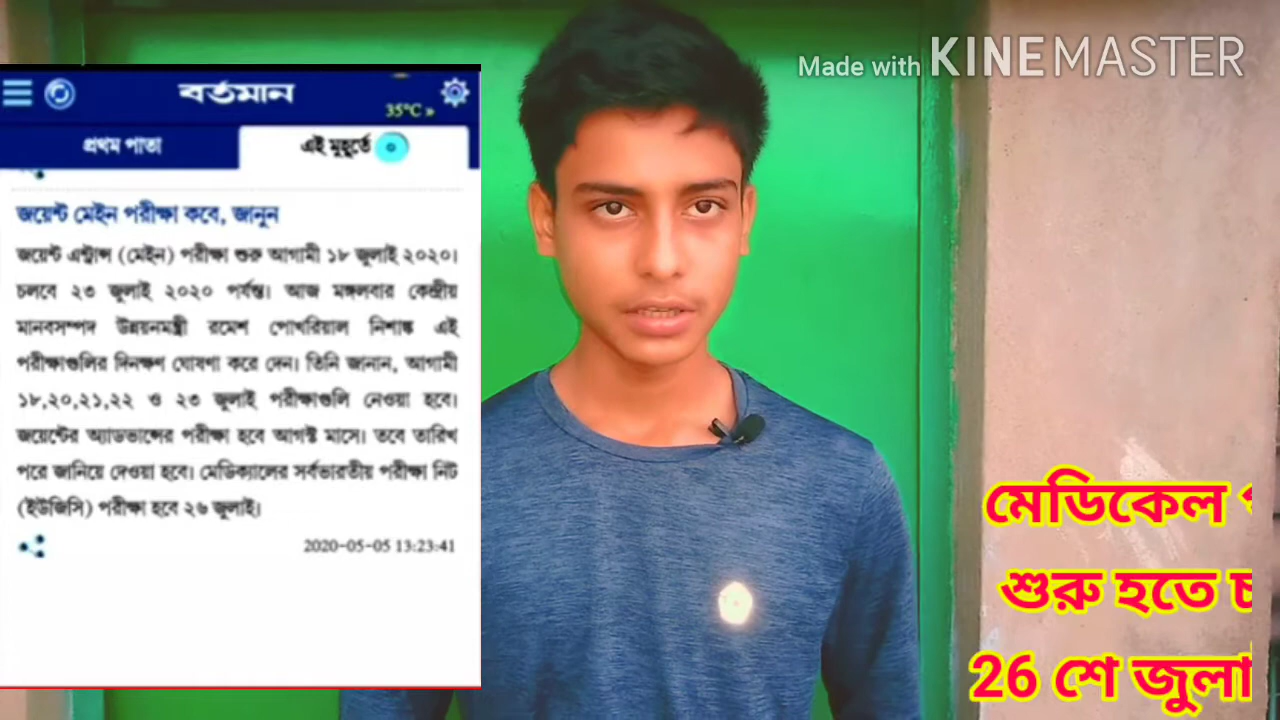 Made with KINEMASTER
বর্তমান
35°C »
প্রথম পাতা
এই মুহূর্তে
জয়েন্ট মেইন পরীক্ষা কবে, জানুন
জয়েন্ট এন্ট্রান্স (মেইন) পরীক্ষা শুরু আগামী ১৮ জুলাই ২০২০।
চলবে ২৩ জুলাই ২০২০ পর্যন্ত। আজ মঙ্গলবার কেন্দ্রীয়
মানবসম্পদ উন্নয়নমন্ত্রী রমেশ পোখরিয়াল নিশাঙ্ক এই
পরীক্ষাগুলির দিনক্ষণ ঘোষণা করে দেন। তিনি জানান, আগামী
১৮,২০,২১,২২ ও ২৩ জুলাই পরীক্ষাগুলি নেওয়া হবে।
জয়েন্টের অ্যাডভান্সের পরীক্ষা হবে আগস্ট মাসে। তবে তারিখ
পরে জানিয়ে দেওয়া হবে। মেডিক্যালের সর্বভারতীয় পরীক্ষা নিট
(ইউজিসি) পরীক্ষা হবে ২৬ জুলাই।
2020-05-05 13:23:41
মেডিকেল
শুরু হতে
26 শে